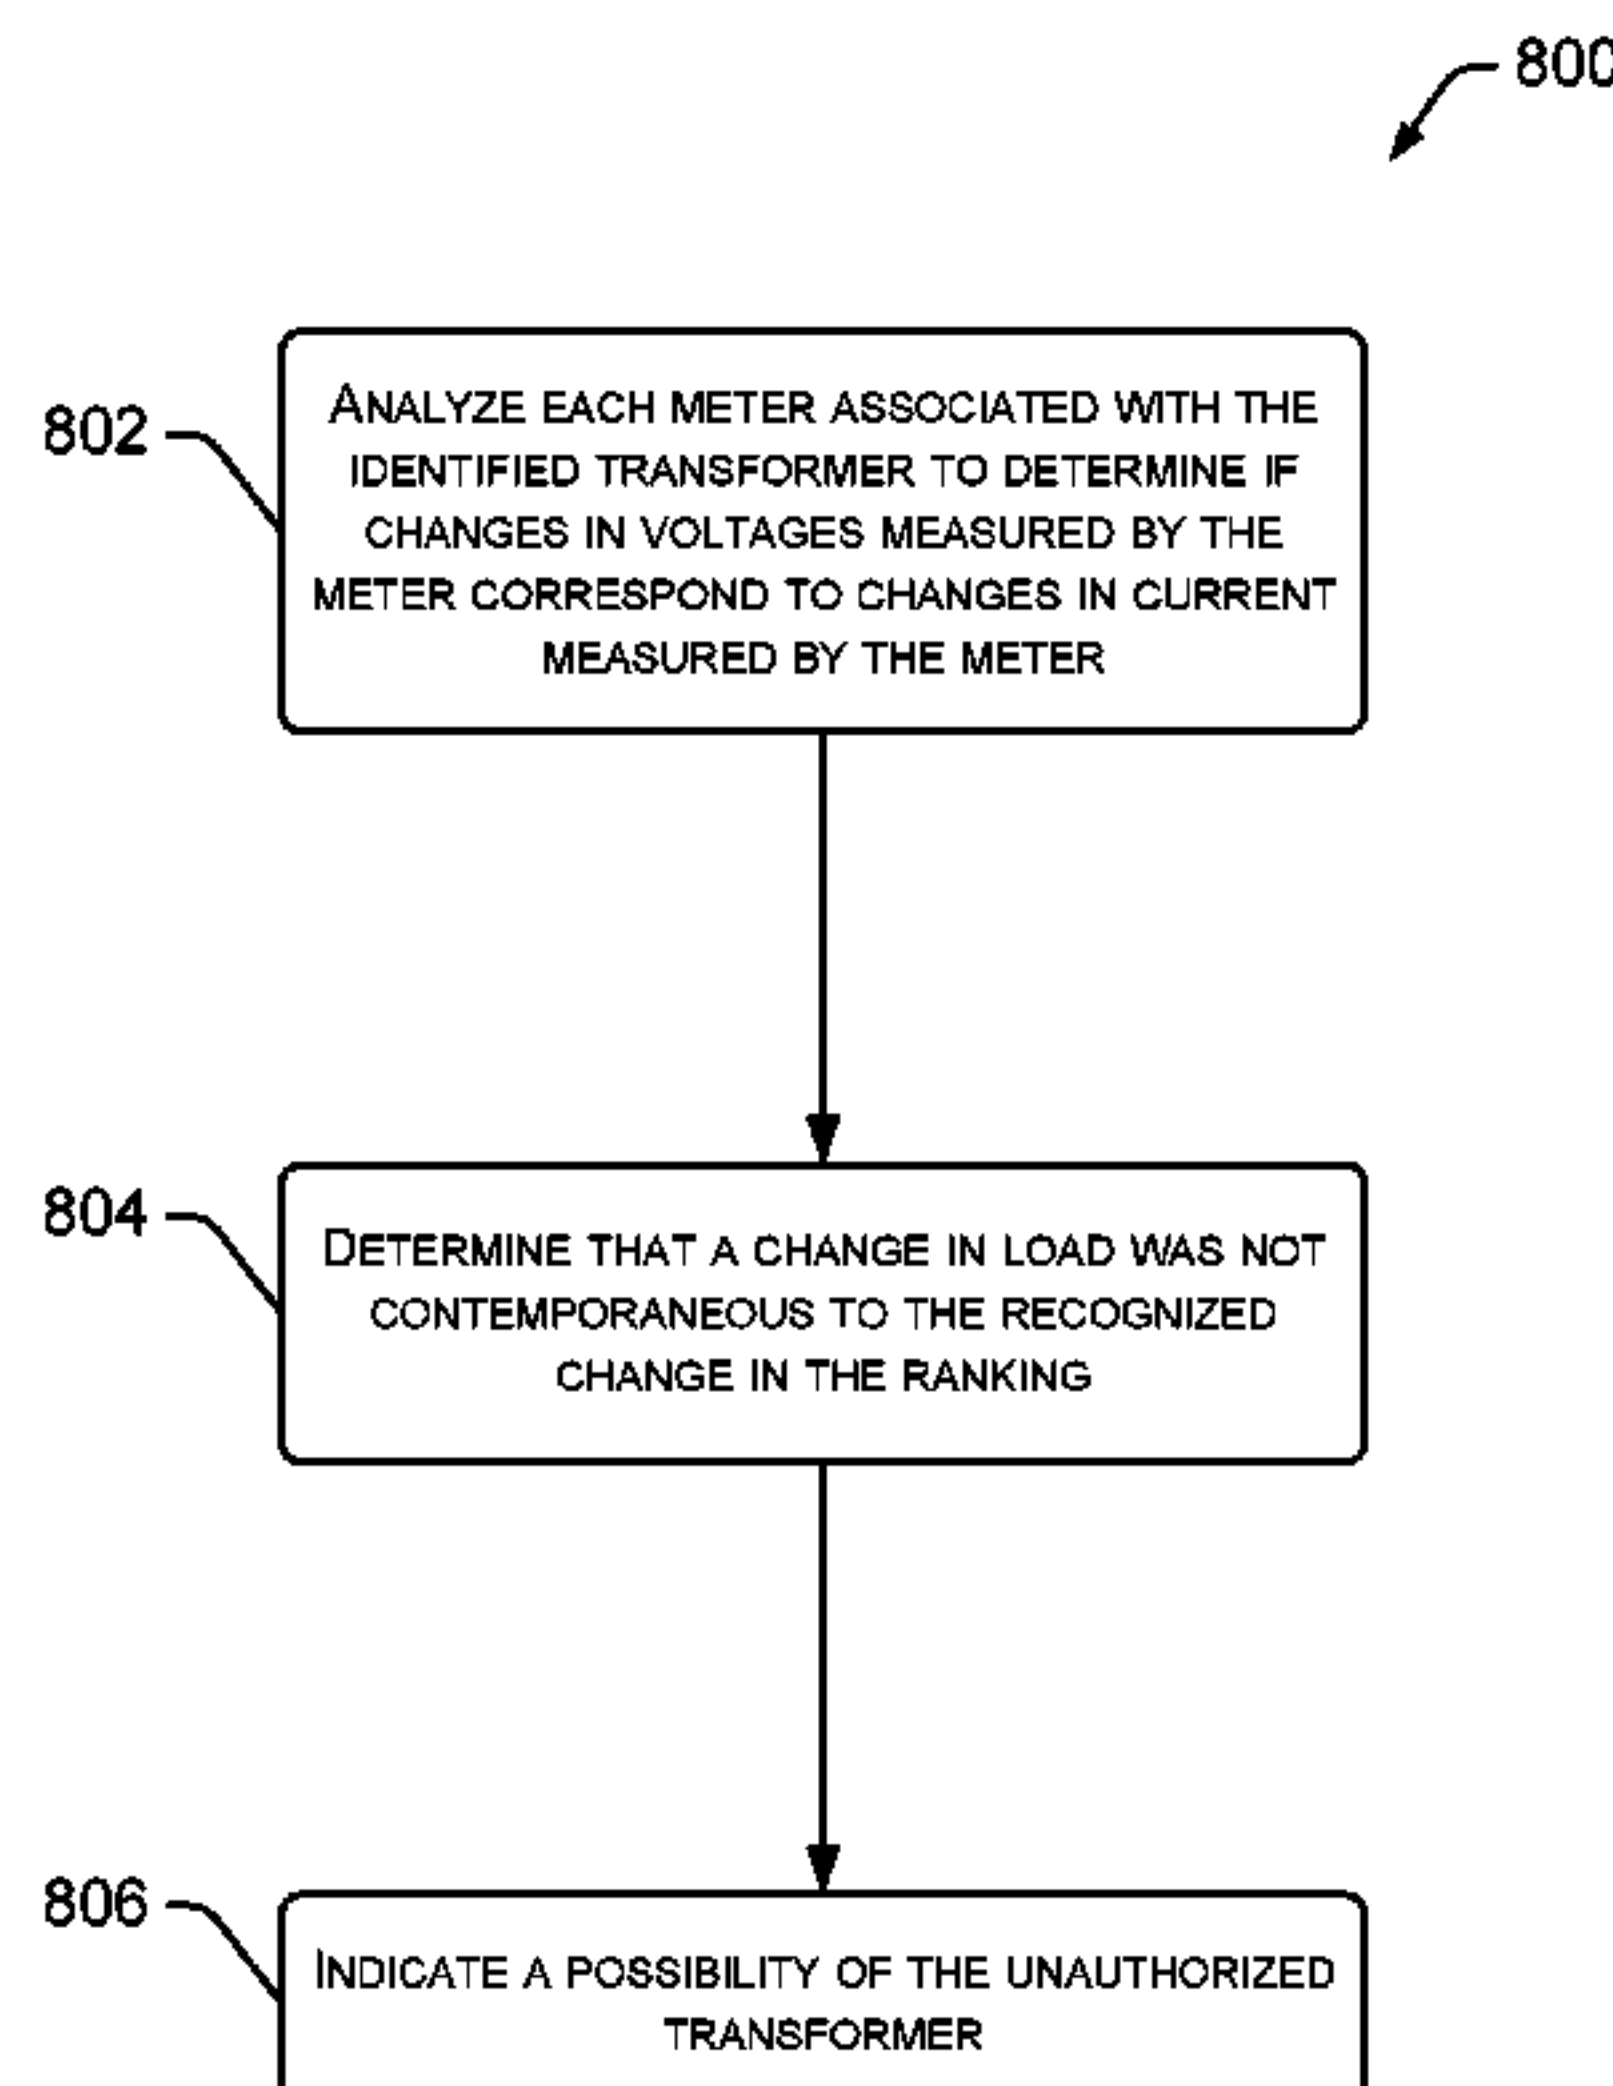 800
802
ANALYZE EACH METER ASSOCIATED WITH THE
IDENTIFIED TRANSFORMER TO DETERMINE IF
CHANGES IN VOLTAGES MEASURED BY THE
METER CORRESPOND TO CHANGES IN CURRENT
MEASURED BY THE METER
804
DETERMINE THAT A CHANGE IN LOAD WAS NOT
CONTEMPORANEOUS TO THE RECOGNIZED
CHANGE IN THE RANKING
806
INDICATE A POSSIBILITY OF THE UNAUTHORIZED
TRANSFORMER